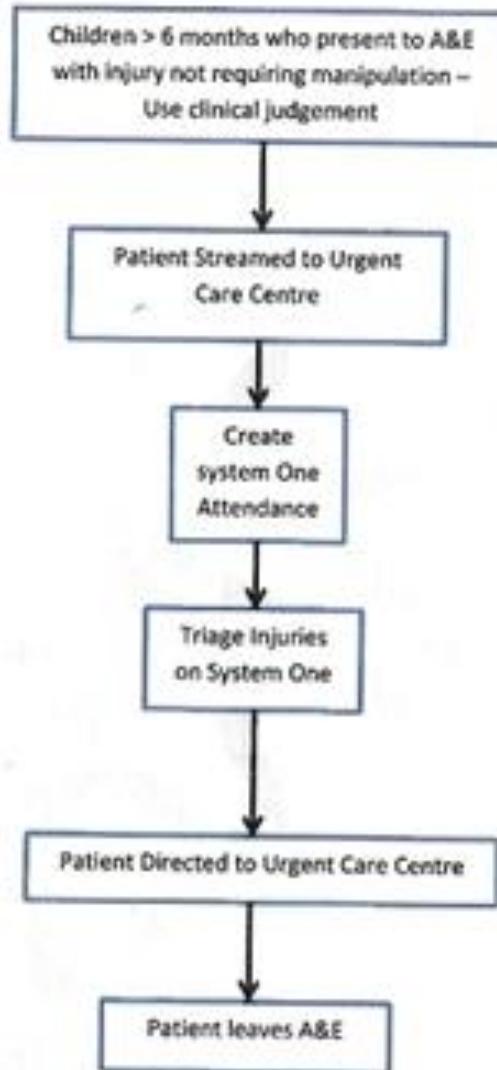 Children > 6 months who present to A&E
with injury not requiring manipulation –
Use clinical judgement
Patient Streamed to Urgent
Care Centre
Create
system One
Attendance
Triage Injuries
on System One
Patient Directed to Urgent Care Centre
Patient leaves A&E